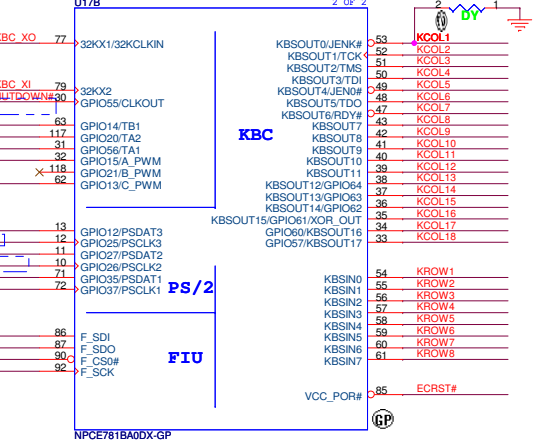 U17B
2 OF 2
2
1
DY
KBC_XO
77
32KX1/32KCLKIN
KBSOUT0/JENK#
53
KCOL1
KBSOUT1/TCK
52
KCOL2
KBSOUT2/TMS
51
KCOL3
KBSOUT3/TDI
50
KCOL4
KBC_XI
79
32KX2
KBSOUT4/JEN0#
49
KCOL5
UTDOWN#
30
GPIO55/CLKOUT
KBSOUT5/TDO
48
KCOL6
KBSOUT6/RDY#
47
KCOL7
63
GPIO14/TB1
KBSOUT7
43
KCOL8
117
GPIO20/TA2
KBC
KBSOUT8
42
KCOL9
31
GPIO56/TA1
KBSOUT9
41
KCOL10
32
GPIO15/A_PWM
KBSOUT10
40
KCOL11
118
GPIO21/B_PWM
KBSOUT11
39
KCOL12
62
GPIO13/C_PWM
KBSOUT12/GPIO64
38
KCOL13
KBSOUT13/GPIO63
37
KCOL14
KBSOUT14/GPIO62
36
KCOL15
KBSOUT15/GPIO61/XOR_OUT
35
KCOL16
13
GPIO12/PSDAT3
GPIO60/KBSOUT16
34
KCOL17
12
GPIO25/PSCLK3
GPIO57/KBSOUT17
33
KCOL18
11
GPIO27/PSDAT2
10
GPIO26/PSCLK2
71
GPIO35/PSDAT1
KBSIN0
54
KROW1
72
GPIO37/PSCLK1
PS/2
KBSIN1
55
KROW2
KBSIN2
56
KROW3
KBSIN3
57
KROW4
KBSIN4
58
KROW5
86
F_SDI
KBSIN5
59
KROW6
87
F_SDO
FIU
KBSIN6
60
KROW7
90
F_CS0#
KBSIN7
61
KROW8
92
F_SCK
VCC_POR#
85
ECRST#
GP
NPCE781BA0DX-GP